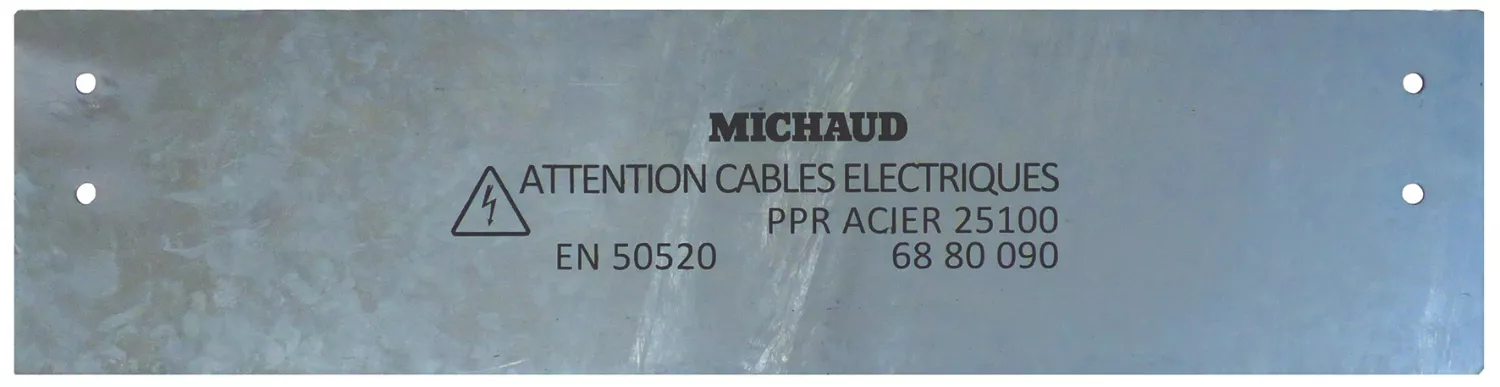 MICHAUD
ATTENTION CABLES ELECTRIQUES
PPR ACIER 25100
EN 50520 68 80 090